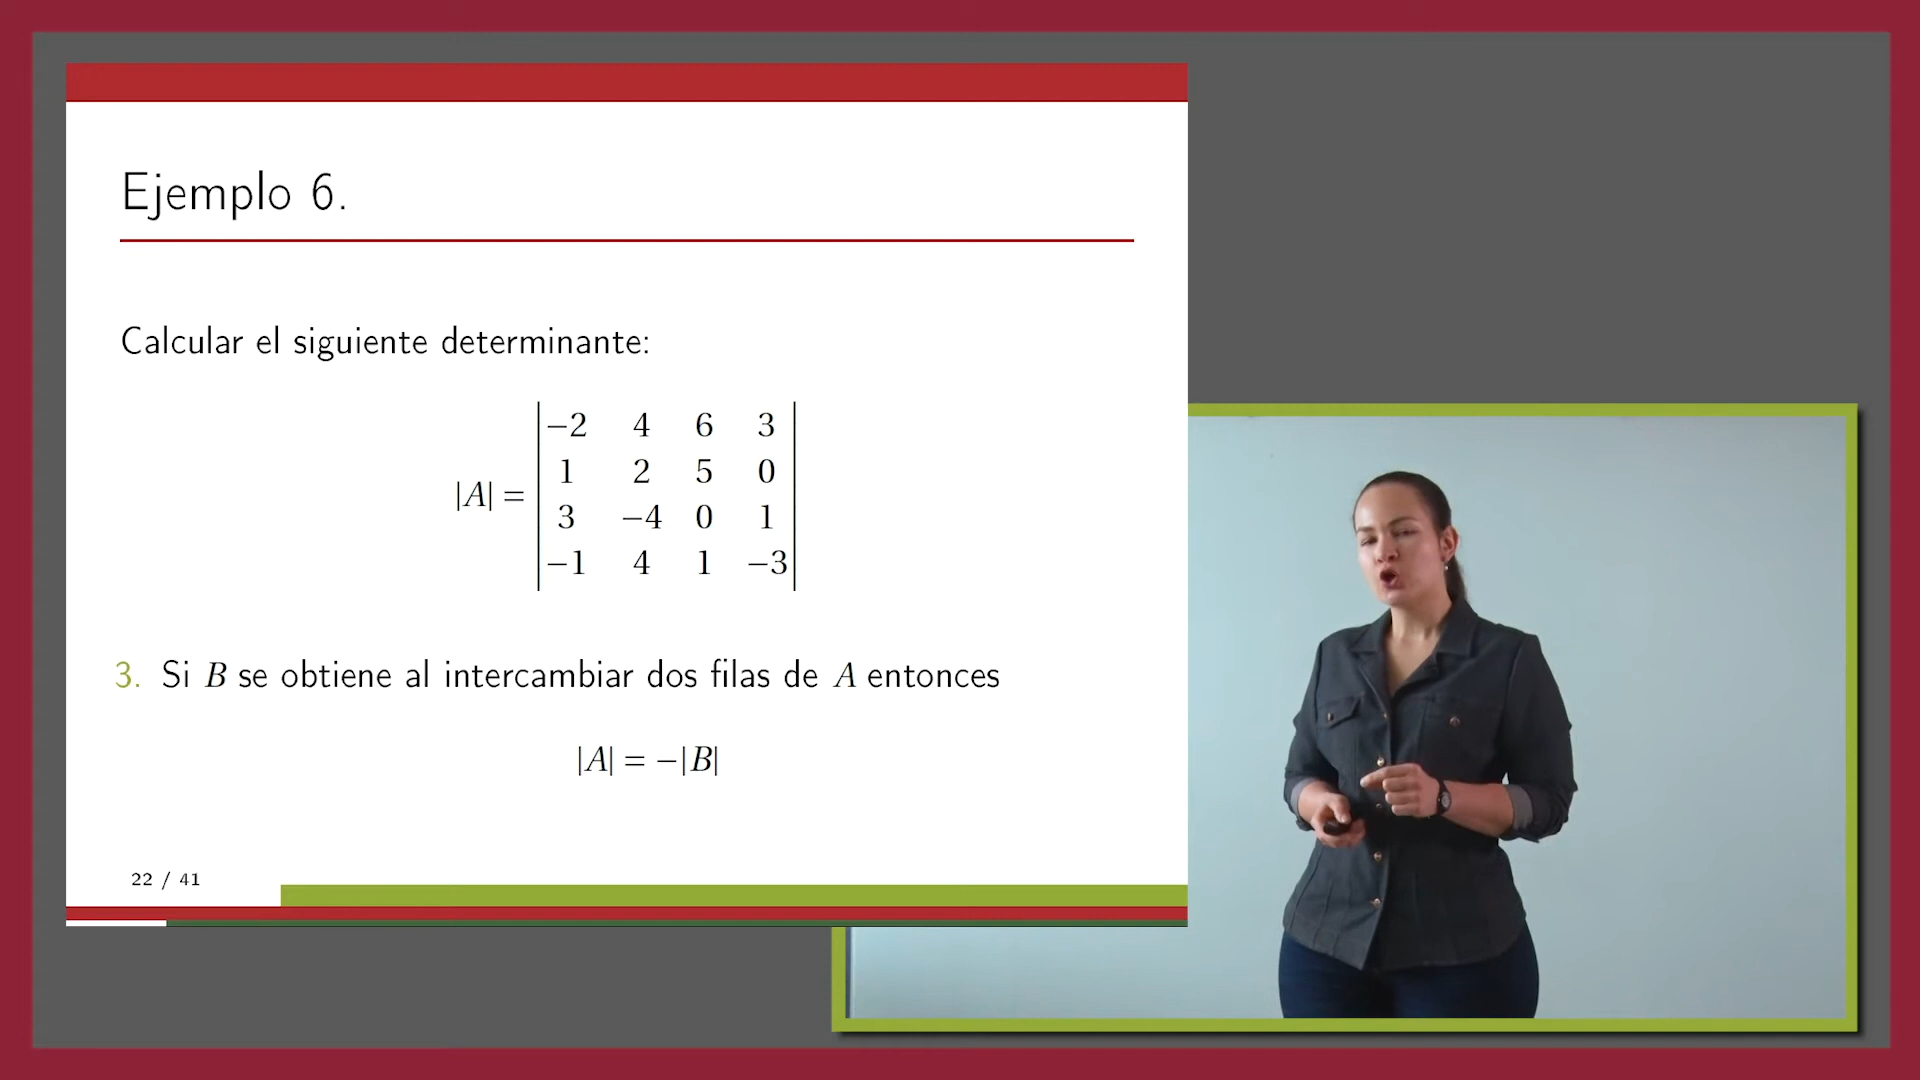 Ejemplo 6.
Calcular el siguiente determinante:
|A| =
−2 4 6 3
1 2 5 0
3 −4 0 1
−1 4 1 −3
3. Si B se obtiene al intercambiar dos filas de A entonces
|A| = −|B|
22 / 41